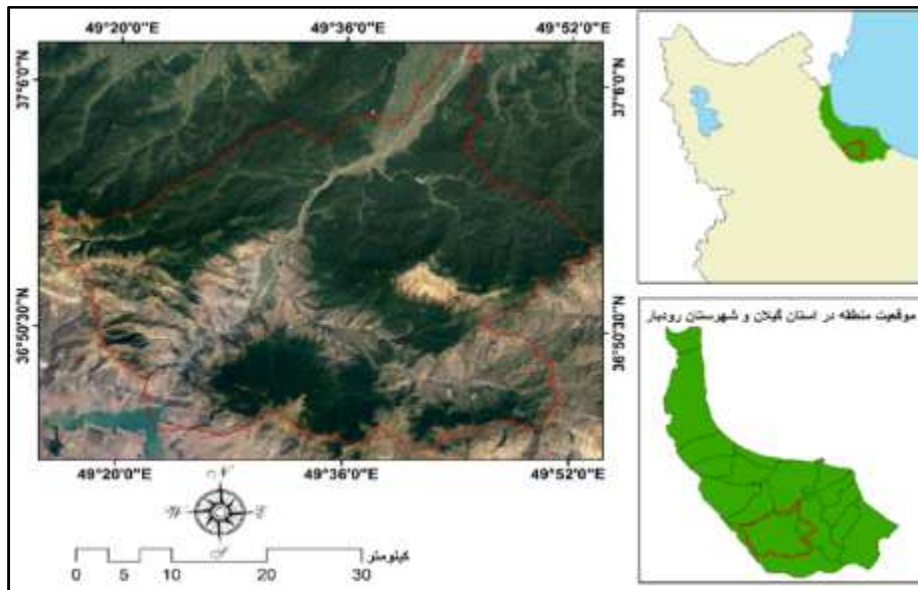 49°20'0"E 49°36'0"E 49°52'0"E
37°6'0"N 37°6'0"N
36°50'30"N 36°50'30"N
49°20'0"E 49°36'0"E 49°52'0"E
موقعیت منطقه در استان گیلان و شهرستان رودبار
کیلومتر
0 5 10 20 30